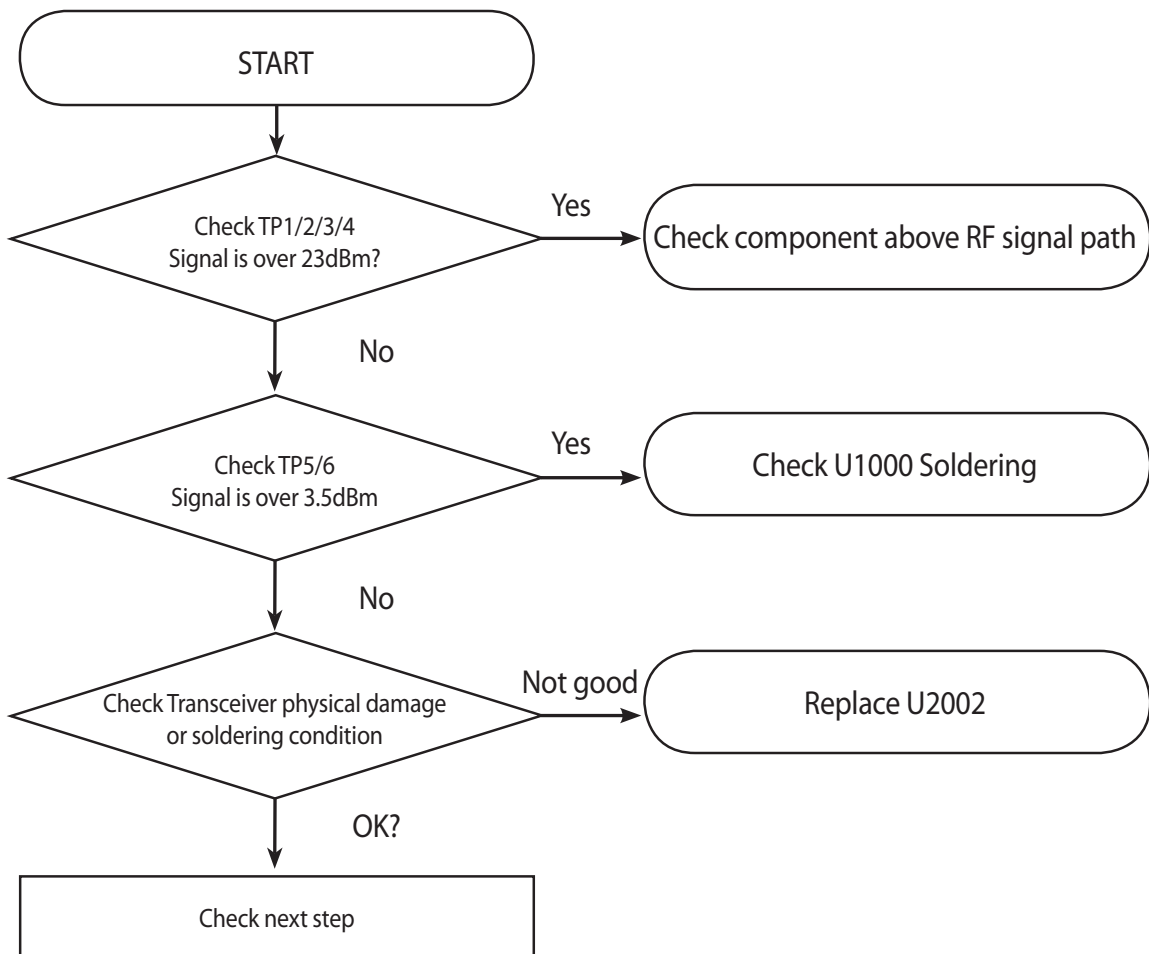 START
Check TP1/2/3/4
Signal is over 23dBm?
Yes
Check component above RF signal path
No
Check TP5/6
Signal is over 3.5dBm
Yes
Check U1000 Soldering
No
Check Transceiver physical damage
or soldering condition
Not good
Replace U2002
OK?
Check next step